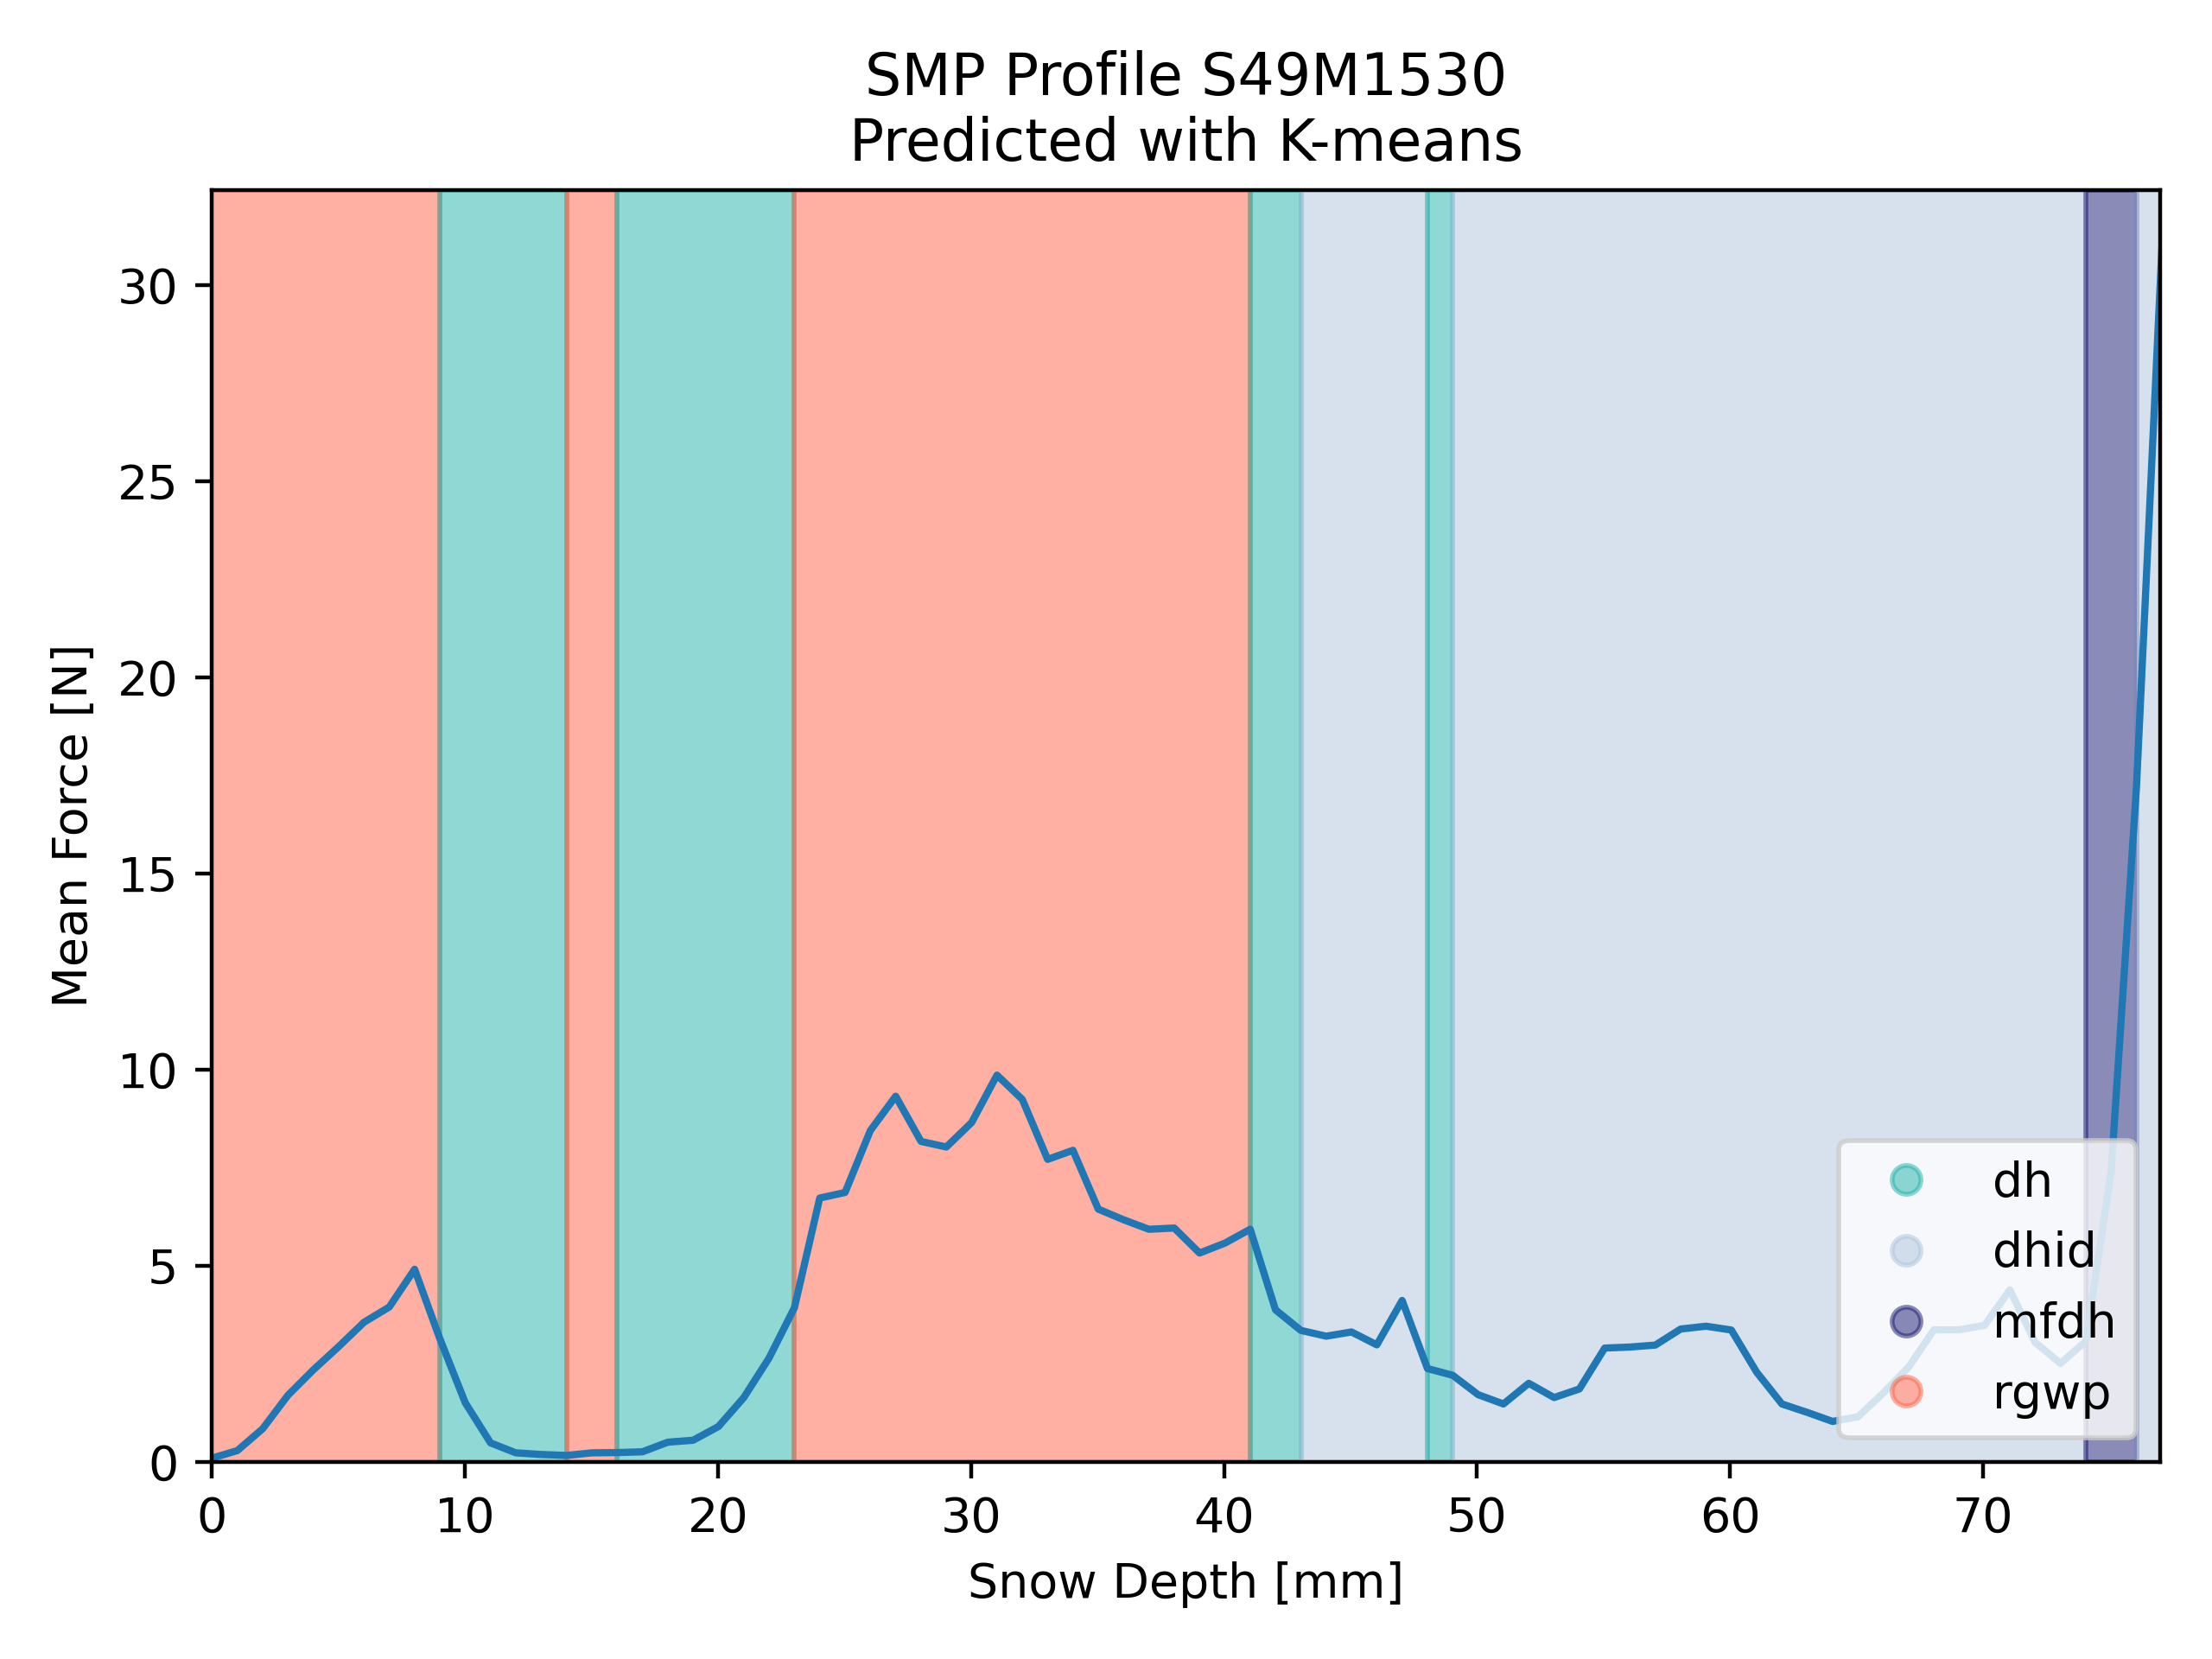 SMP Profile S49M1530
Predicted with K-means
Mean Force [N]
30
25
20
15
10
5
0
dh
dhid
mfdh
rgwp
0 10 20 30 40 50 60 70
Snow Depth [mm]